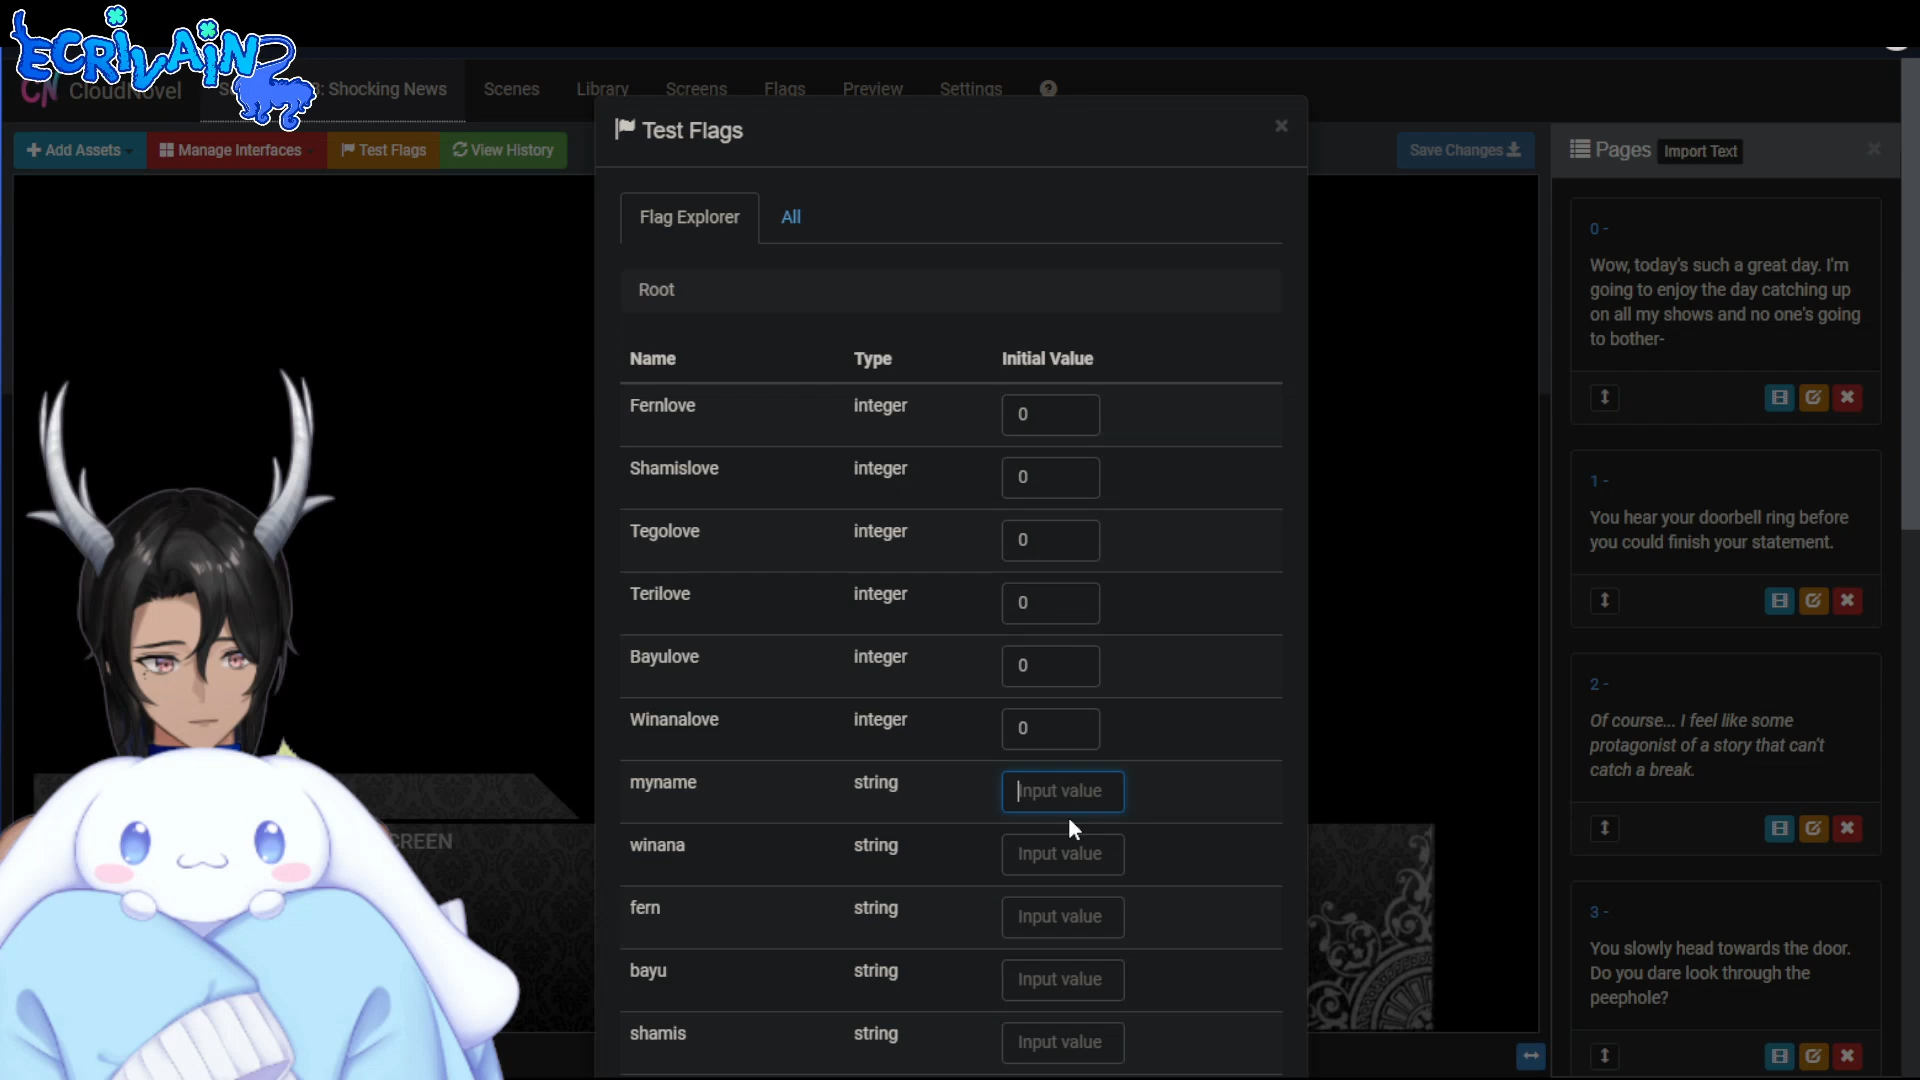 ECRIVAIN
CN CloudNovel
3: Shocking News
Scenes
Library
Screens
Flags
Preview
Settings
?
Add Assets
Manage Interfaces
Test Flags
View History
Save Changes
Test Flags
×
Flag Explorer
All
Root
Name Type Initial Value
Fernlove integer 0
Shamislove integer 0
Tegolove integer 0
Terilove integer 0
Bayulove integer 0
Winanalove integer 0
myname string Input value
winana string Input value
fern string Input value
bayu string Input value
shamis string Input value
CREEN
Pages Import Text
0 -
Wow, today's such a great day. I'm
going to enjoy the day catching up
on all my shows and no one's going
to bother-
1 -
You hear your doorbell ring before
you could finish your statement.
2 -
Of course... I feel like some
protagonist of a story that can't
catch a break.
3 -
You slowly head towards the door.
Do you dare look through the
peephole?